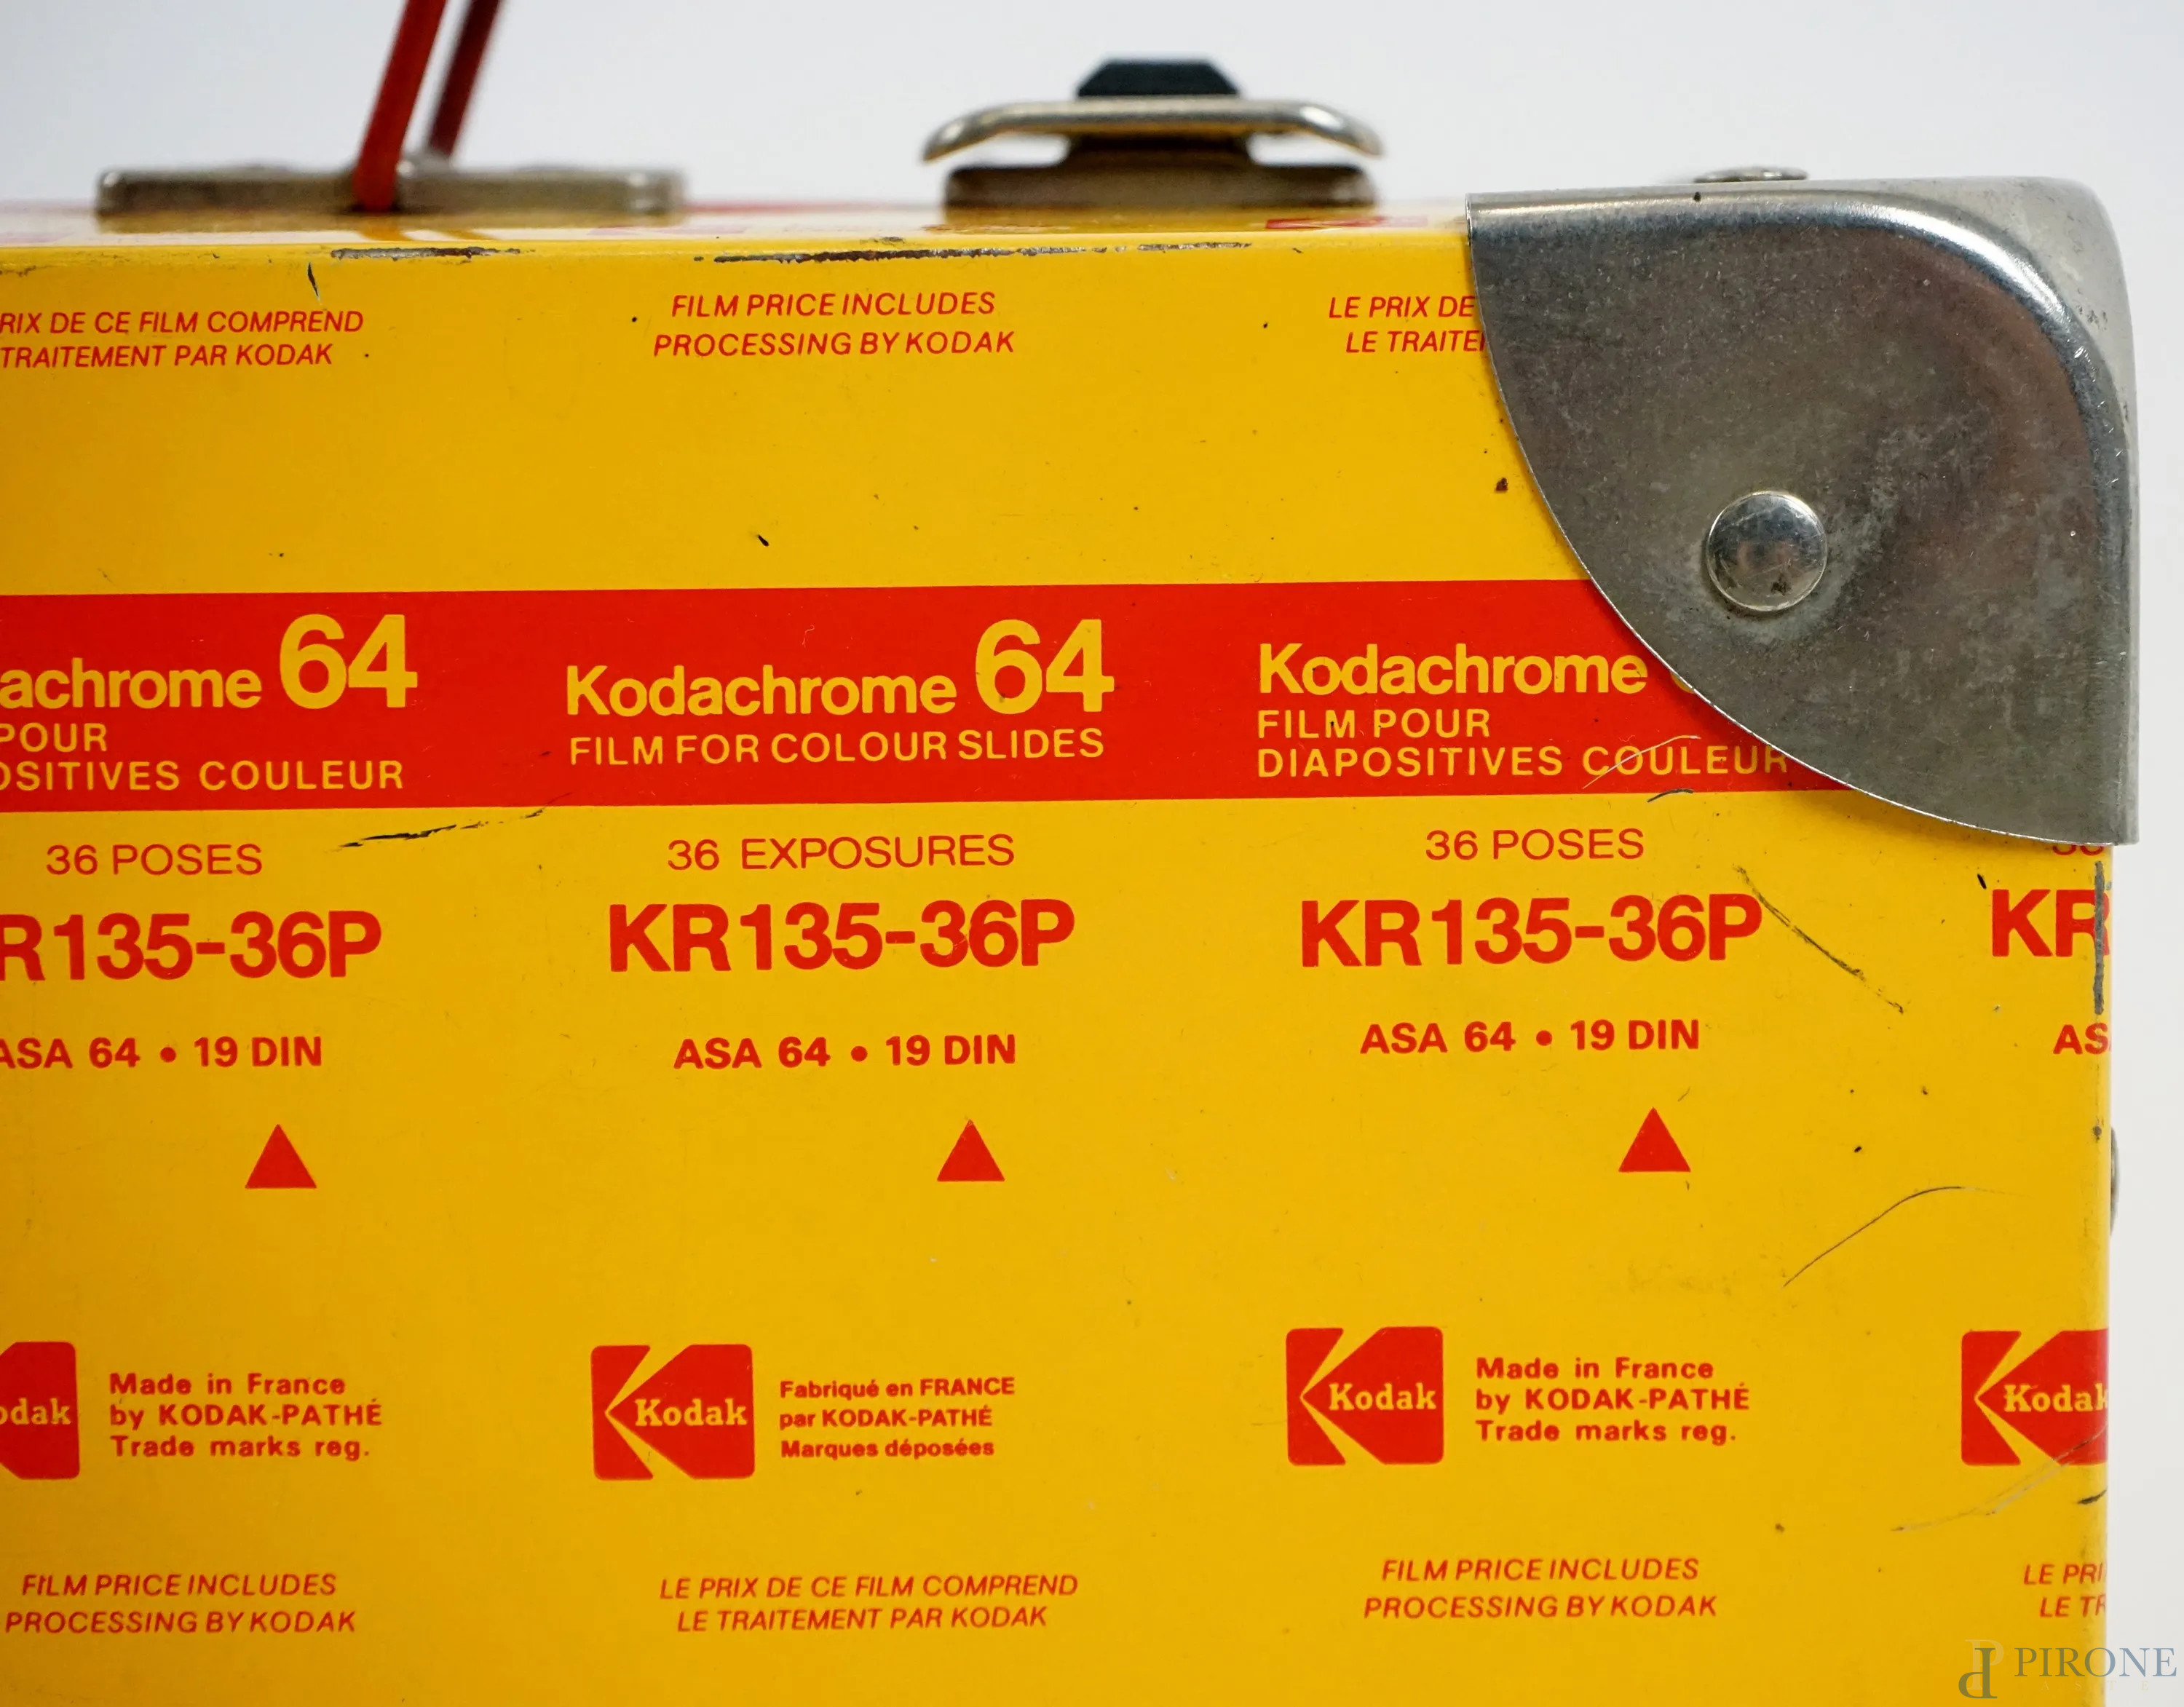 RIX DE CE FILM COMPREND
TRAITEMENT PAR KODAK
FILM PRICE INCLUDES
PROCESSING BY KODAK
LE PRIX DE
LE TRAITE
achrome 64
POUR
OSITIVES COULEUR
Kodachrome 64
FILM FOR COLOUR SLIDES
Kodachrome
FILM POUR
DIAPOSITIVES COULEUR
36 POSES
R135-36P
ASA 64 • 19 DIN
36 EXPOSURES
KR135-36P
ASA 64 • 19 DIN
36 POSES
KR135-36P
ASA 64 • 19 DIN
KR
AS
odak
Made in France
by KODAK-PATHÉ
Trade marks reg.
Kodak
Fabriqué en FRANCE
par KODAK-PATHÉ
Marques déposées
Kodak
Made in France
by KODAK-PATHÉ
Trade marks reg.
Kodak
FILM PRICE INCLUDES
PROCESSING BY KODAK
LE PRIX DE CE FILM COMPREND
LE TRAITEMENT PAR KODAK
FILM PRICE INCLUDES
PROCESSING BY KODAK
LE PRI
LE TR
PIRONE